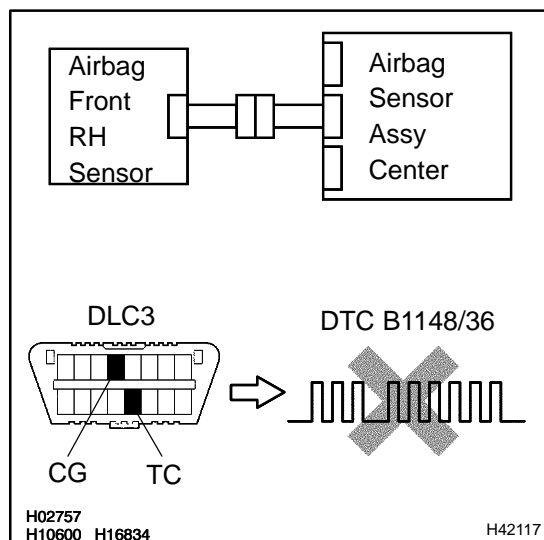 Airbag
Front
RH
Sensor
Airbag
Sensor
Assy
Center
DLC3
DTC B1148/36
CG
TC
H02757
H10600 H16834
H42117